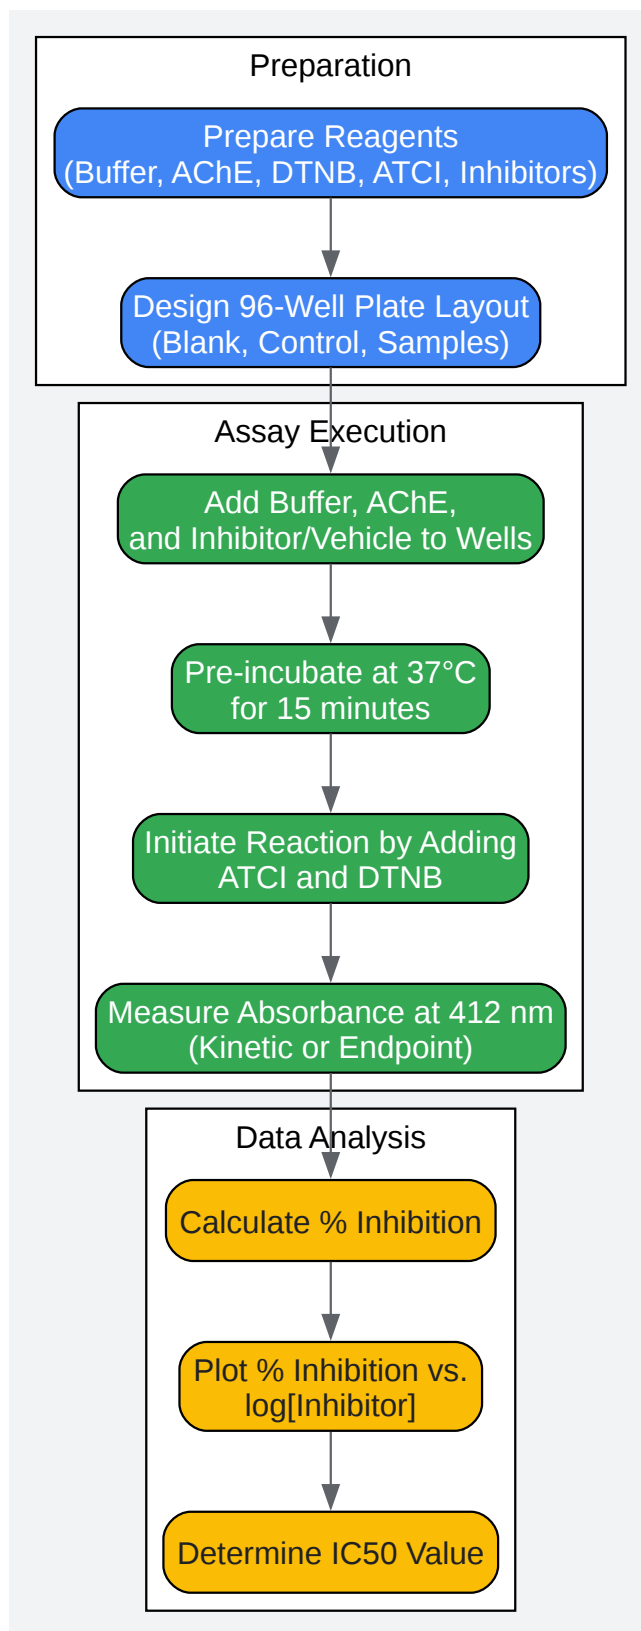 Preparation
Prepare Reagents
(Buffer, AChE, DTNB, ATCI, Inhibitors)
Design 96-Well Plate Layout
(Blank, Control, Samples)
Assay Execution
Add Buffer, AChE,
and Inhibitor/Vehicle to Wells
Pre-incubate at 37°C
for 15 minutes
Initiate Reaction by Adding
ATCI and DTNB
Measure Absorbance at 412 nm
(Kinetic or Endpoint)
Data Analysis
Calculate % Inhibition
Plot % Inhibition vs.
log[Inhibitor]
Determine IC50 Value